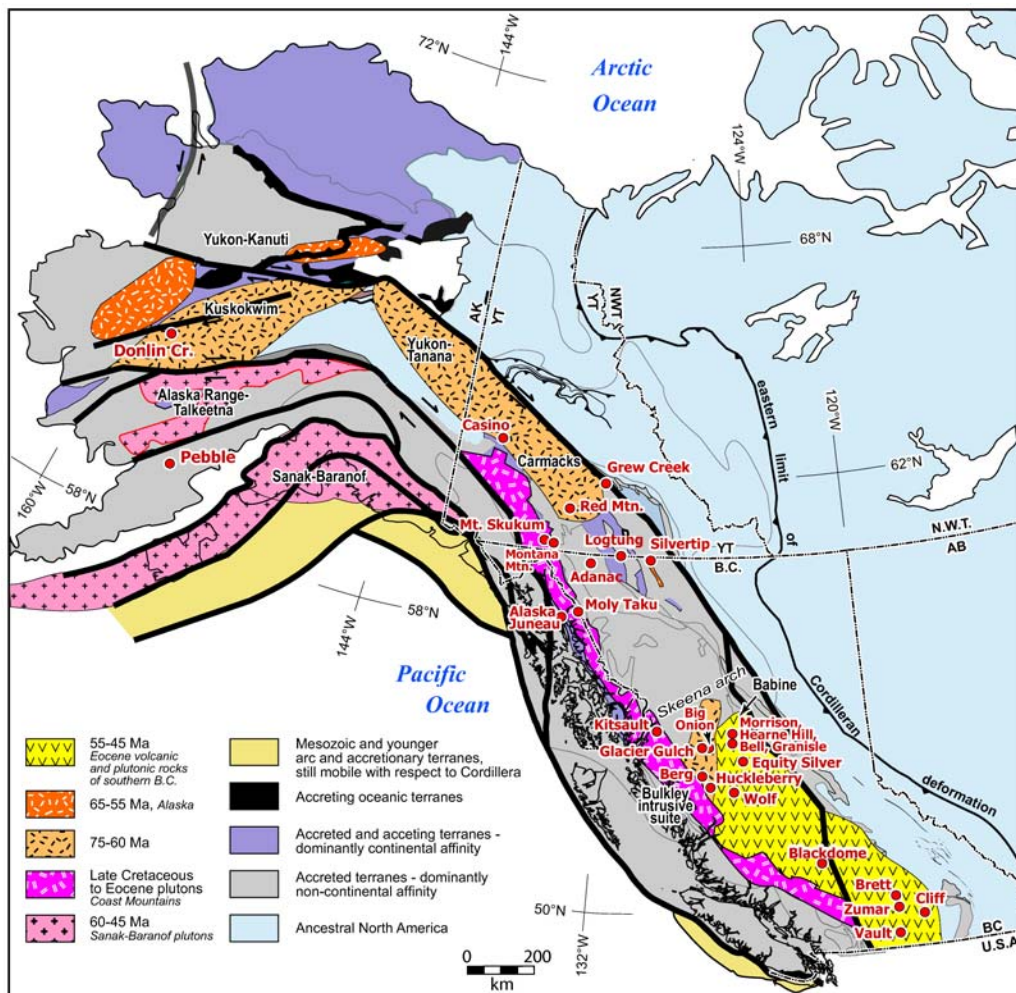 144°W
72°N
Arctic
Ocean
124°W
68°N
Yukon-Kanuti
NWT
YT
AK
YT
Kuskokwim
Donlin Cr.
Yukon-
Tanana
eastern
limit
of
Cordilleran
deformation
120°W
62°N
Alaska Range-
Talkeetna
Casino
Carmacks
Grew Creek
Pebble
160°W
58°N
Sanak-Baranof
Red Mtn.
Mt. Skukum
Montana
Mtn.
Logtung
Silvertip
YT
B.C.
N.W.T.
AB
Adanac
58°N
144°W
Alaska
Juneau
Moly Taku
Pacific
Ocean
Skeena arch
Babine
Big
Onion
Morrison,
Hearne Hill,
Bell, Granisle
Kitsault
Glacier Gulch
Equity Silver
Berg
Huckleberry
Bulkley
intrusive
suite
Wolf
Blackdome
Brett
Cliff
Zumar
Vault
BC
U.S.A.
50°N
132°W
55-45 Ma
Eocene volcanic
and plutonic rocks
of southern B.C.
65-55 Ma, Alaska
75-60 Ma
Late Cretaceous
to Eocene plutons
Coast Mountains
60-45 Ma
Sanak-Baranof plutons
Mesozoic and younger
arc and accretionary terranes,
still mobile with respect to Cordillera
Accreting oceanic terranes
Accreted and acceting terranes -
dominantly continental affinity
Accreted terranes - dominantly
non-continental affinity
Ancestral North America
0 200
km